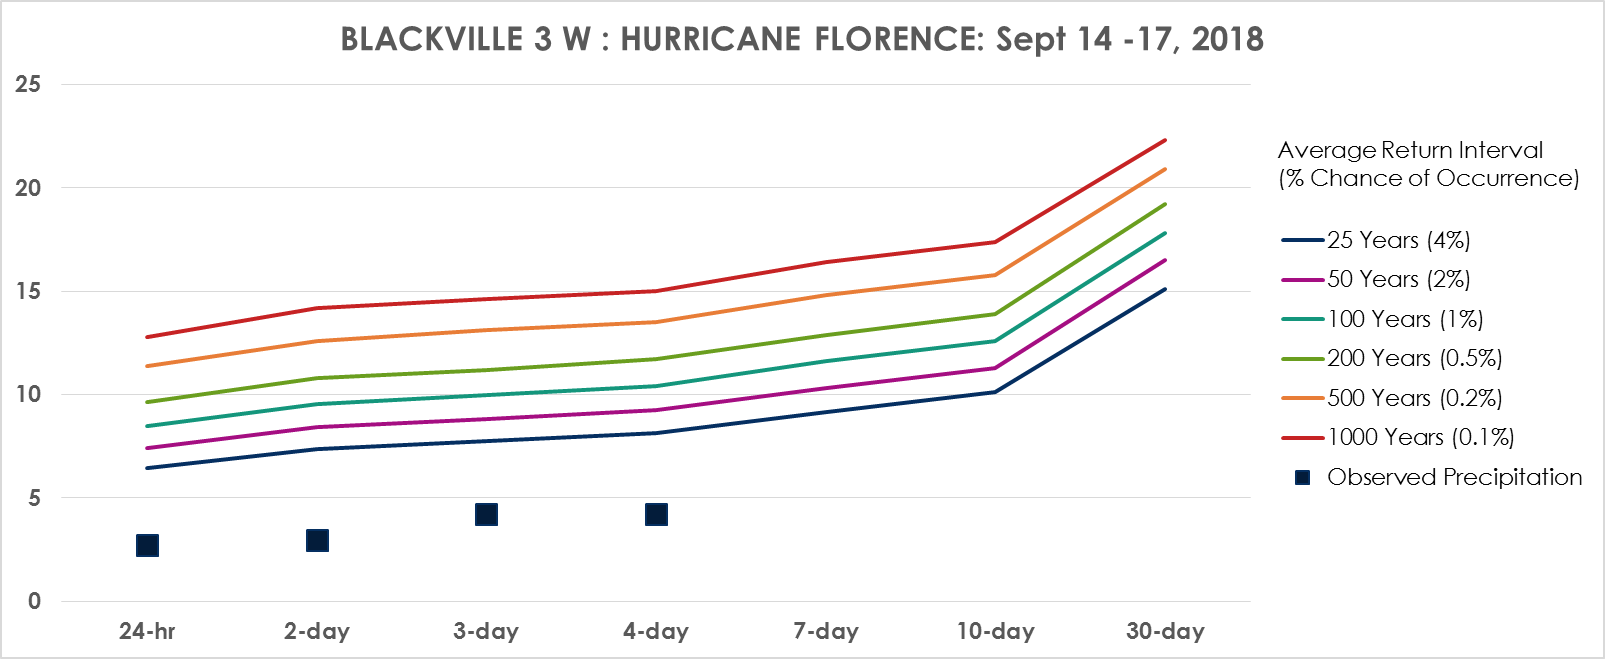 BLACKVILLE 3 W : HURRICANE FLORENCE: Sept 14 -17, 2018
25
20
15
10
5
0
24-hr
2-day
3-day
4-day
7-day
10-day
30-day
Average Return Interval
(% Chance of Occurrence)
25 Years (4%)
50 Years (2%)
100 Years (1%)
200 Years (0.5%)
500 Years (0.2%)
1000 Years (0.1%)
Observed Precipitation